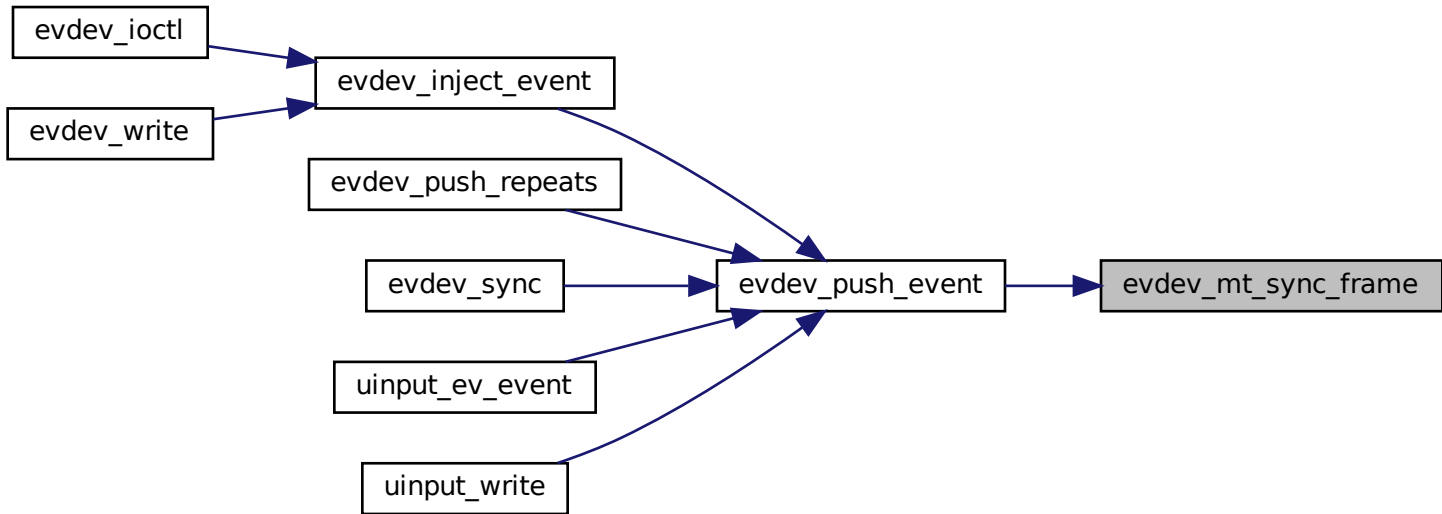 evdev_ioctl
evdev_inject_event
evdev_write
evdev_push_repeats
evdev_sync
evdev_push_event
evdev_mt_sync_frame
uinput_ev_event
uinput_write